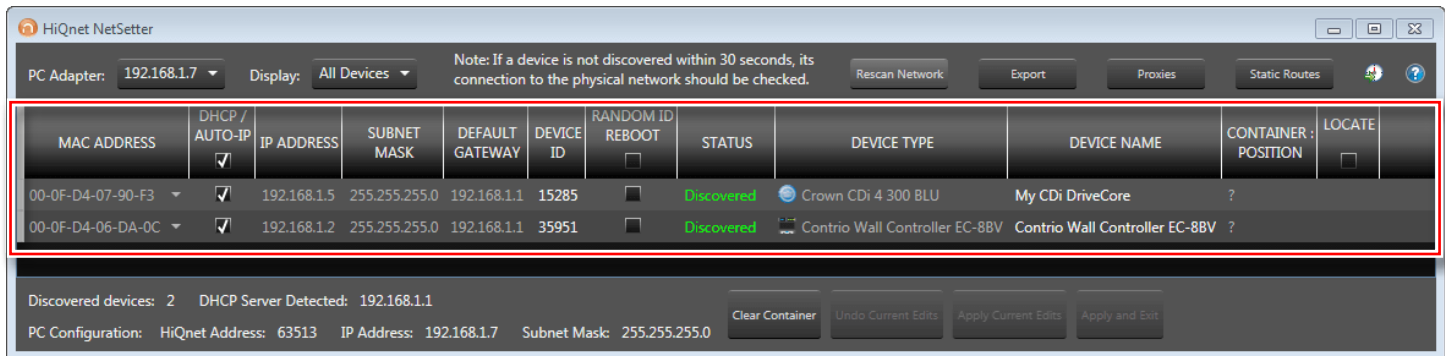 HiQnet NetSetter
PC Adapter: 192.168.1.7 Display: All Devices Note: If a device is not discovered within 30 seconds, its connection to the physical network should be checked. Rescan Network Export Proxies Static Routes ?
MAC ADDRESS DHCP / AUTO-IP IP ADDRESS SUBNET MASK DEFAULT GATEWAY DEVICE ID RANDOM ID REBOOT STATUS DEVICE TYPE DEVICE NAME CONTAINER : POSITION LOCATE
00-0F-D4-07-90-F3 192.168.1.5 255.255.255.0 192.168.1.1 15285 Discovered Crown CDi 4 300 BLU My CDi DriveCore ?
00-0F-D4-06-DA-0C 192.168.1.2 255.255.255.0 192.168.1.1 35951 Discovered Contrio Wall Controller EC-8BV Contrio Wall Controller EC-8BV ?
Discovered devices: 2 DHCP Server Detected: 192.168.1.1
Clear Container Undo Current Edits Apply Current Edits Apply and Exit
PC Configuration: HiQnet Address: 63513 IP Address: 192.168.1.7 Subnet Mask: 255.255.255.0